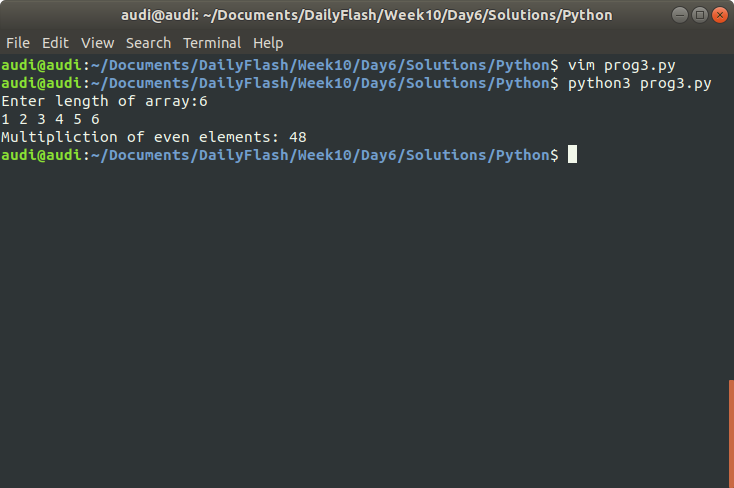 audi@audi: ~/Documents/DailyFlash/Week10/Day6/Solutions/Python
File Edit View Search Terminal Help
audi@audi:~/Documents/DailyFlash/Week10/Day6/Solutions/Python$ vim prog3.py
audi@audi:~/Documents/DailyFlash/Week10/Day6/Solutions/Python$ python3 prog3.py
Enter length of array:6
1 2 3 4 5 6
Multipliction of even elements: 48
audi@audi:~/Documents/DailyFlash/Week10/Day6/Solutions/Python$